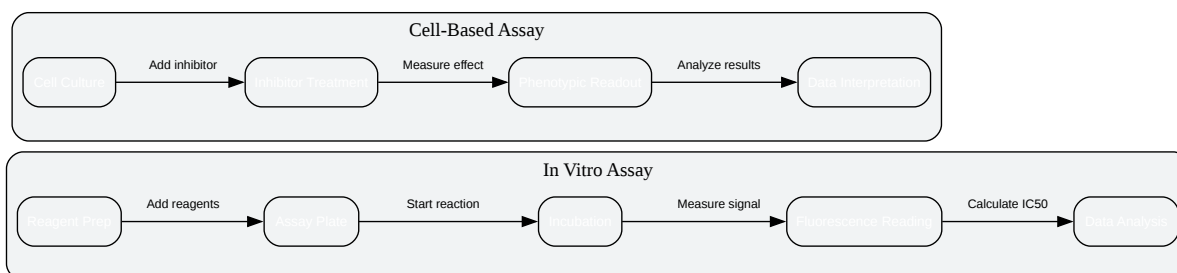 Cell-Based Assay
Cell Culture
Add inhibitor
Inhibitor Treatment
Measure effect
Phenotypic Readout
Analyze results
Data Interpretation
In Vitro Assay
Reagent Prep
Add reagents
Assay Plate
Start reaction
Incubation
Measure signal
Fluorescence Reading
Calculate IC50
Data Analysis